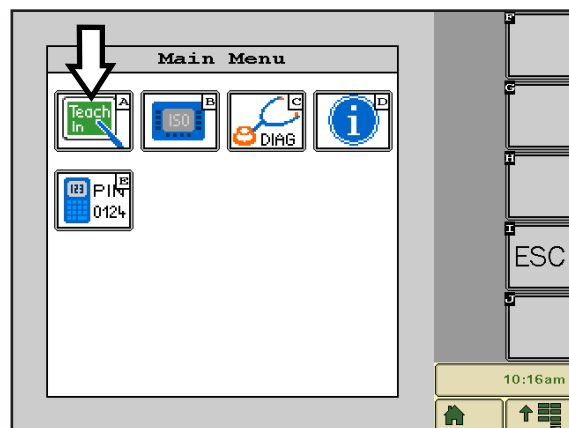 Main Menu
Teach In
A
ISO
B
DIAG
C
i
D
123
PIN
0124
E
F
G
H
I
ESC
J
10:16am